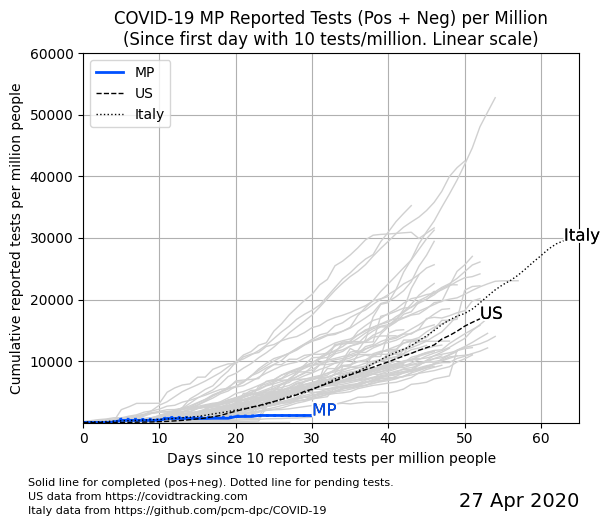 COVID-19 MP Reported Tests (Pos + Neg) per Million
(Since first day with 10 tests/million. Linear scale)
Cumulative reported tests per million people
60000
50000
40000
30000
20000
10000
MP
US
Italy
Italy
US
MP
0
10
20
30
40
50
60
Days since 10 reported tests per million people
Solid line for completed (pos+neg). Dotted line for pending tests.
US data from https://covidtracking.com
Italy data from https://github.com/pcm-dpc/COVID-19
27 Apr 2020